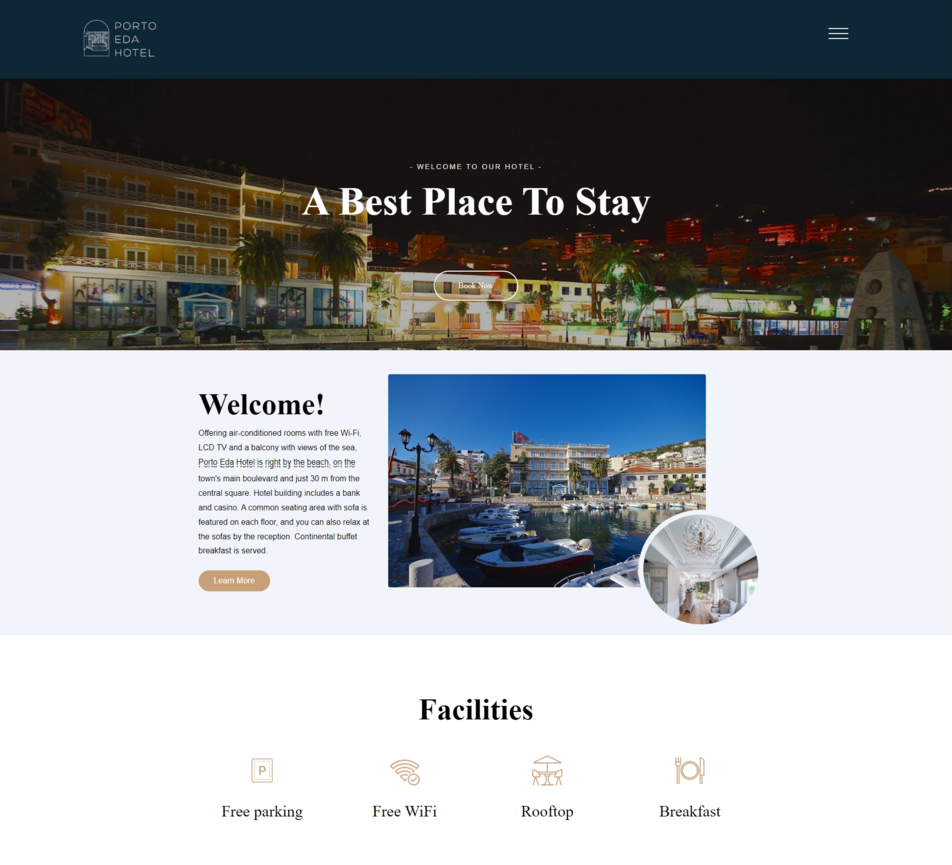 PORTO
EDA
HOTEL
- WELCOME TO OUR HOTEL -
A Best Place To Stay
Book Now
Welcome!
Offering air-conditioned rooms with free Wi-Fi,
LCD TV and a balcony with views of the sea,
Porto Eda Hotel is right by the beach, on the
town's main boulevard and just 30 m from the
central square. Hotel building includes a bank
and casino. A common seating area with sofa is
featured on each floor, and you can also relax at
the sofas by the reception. Continental buffet
breakfast is served.
Learn More
Facilities
P
Free parking
Free WiFi
Rooftop
Breakfast